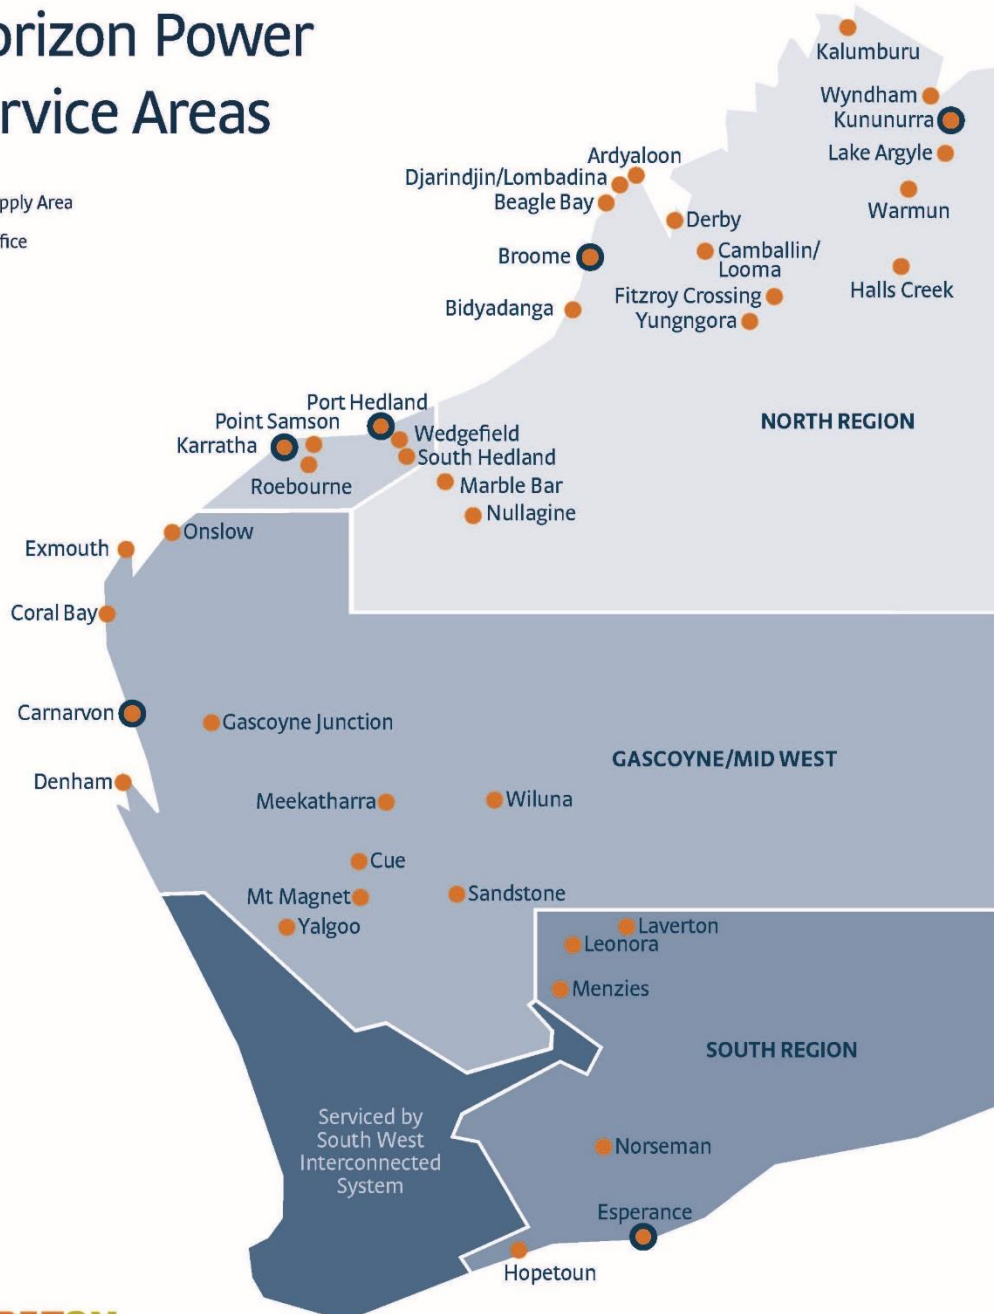 orizon Power
rvice Areas
pply Area
fice
Kalumburu
Wyndham
Kununurra
Lake Argyle
Warmun
Halls Creek
Ardyaloon
Djarindjin/Lombadina
Beagle Bay
Derby
Broome
Camballin/
Looma
Fitzroy Crossing
Yungngora
Bidyadanga
NORTH REGION
Port Hedland
Point Samson
Karratha
Wedgefield
South Hedland
Roebourne
Marble Bar
Nullagine
Onslow
Exmouth
Coral Bay
Carnarvon
Gascoyne Junction
Denham
GASCOYNE/MID WEST
Meekatharra
Wiluna
Cue
Mt Magnet
Sandstone
Yalgoo
Laverton
Leonora
Menzies
SOUTH REGION
Serviced by
South West
Interconnected
System
Norseman
Esperance
Hopetoun